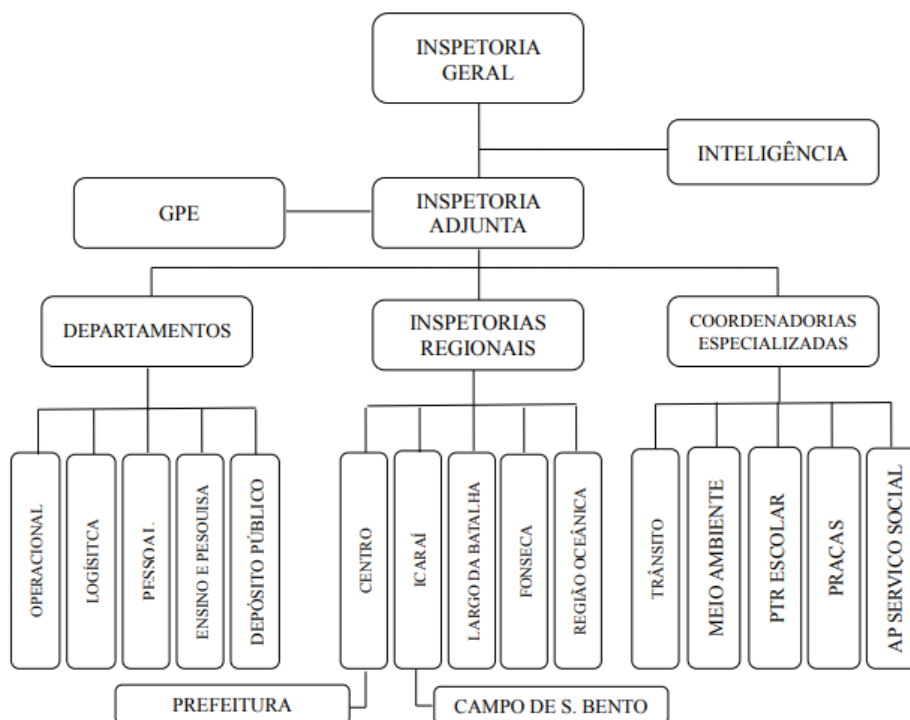 INSPETORIA
GERAL
INTELIGÊNCIA
GPE
INSPETORIA
ADJUNTA
DEPARTAMENTOS
INSPETORIAS
REGIONAIS
COORDENADORIAS
ESPECIALIZADAS
OPERACIONAL
LOGÍSITCA
PESSOAL
ENSINO E PESQUISA
DEPÓSITO PÚBLICO
CENTRO
ICARAÍ
LARGO DA BATALHA
FONSECA
REGIÃO OCEÂNICA
TRÂNSITO
MEIO AMBIENTE
PTR ESCOLAR
PRAÇAS
AP SERVIÇO SOCIAL
PREFEITURA
CAMPO DE S. BENTO